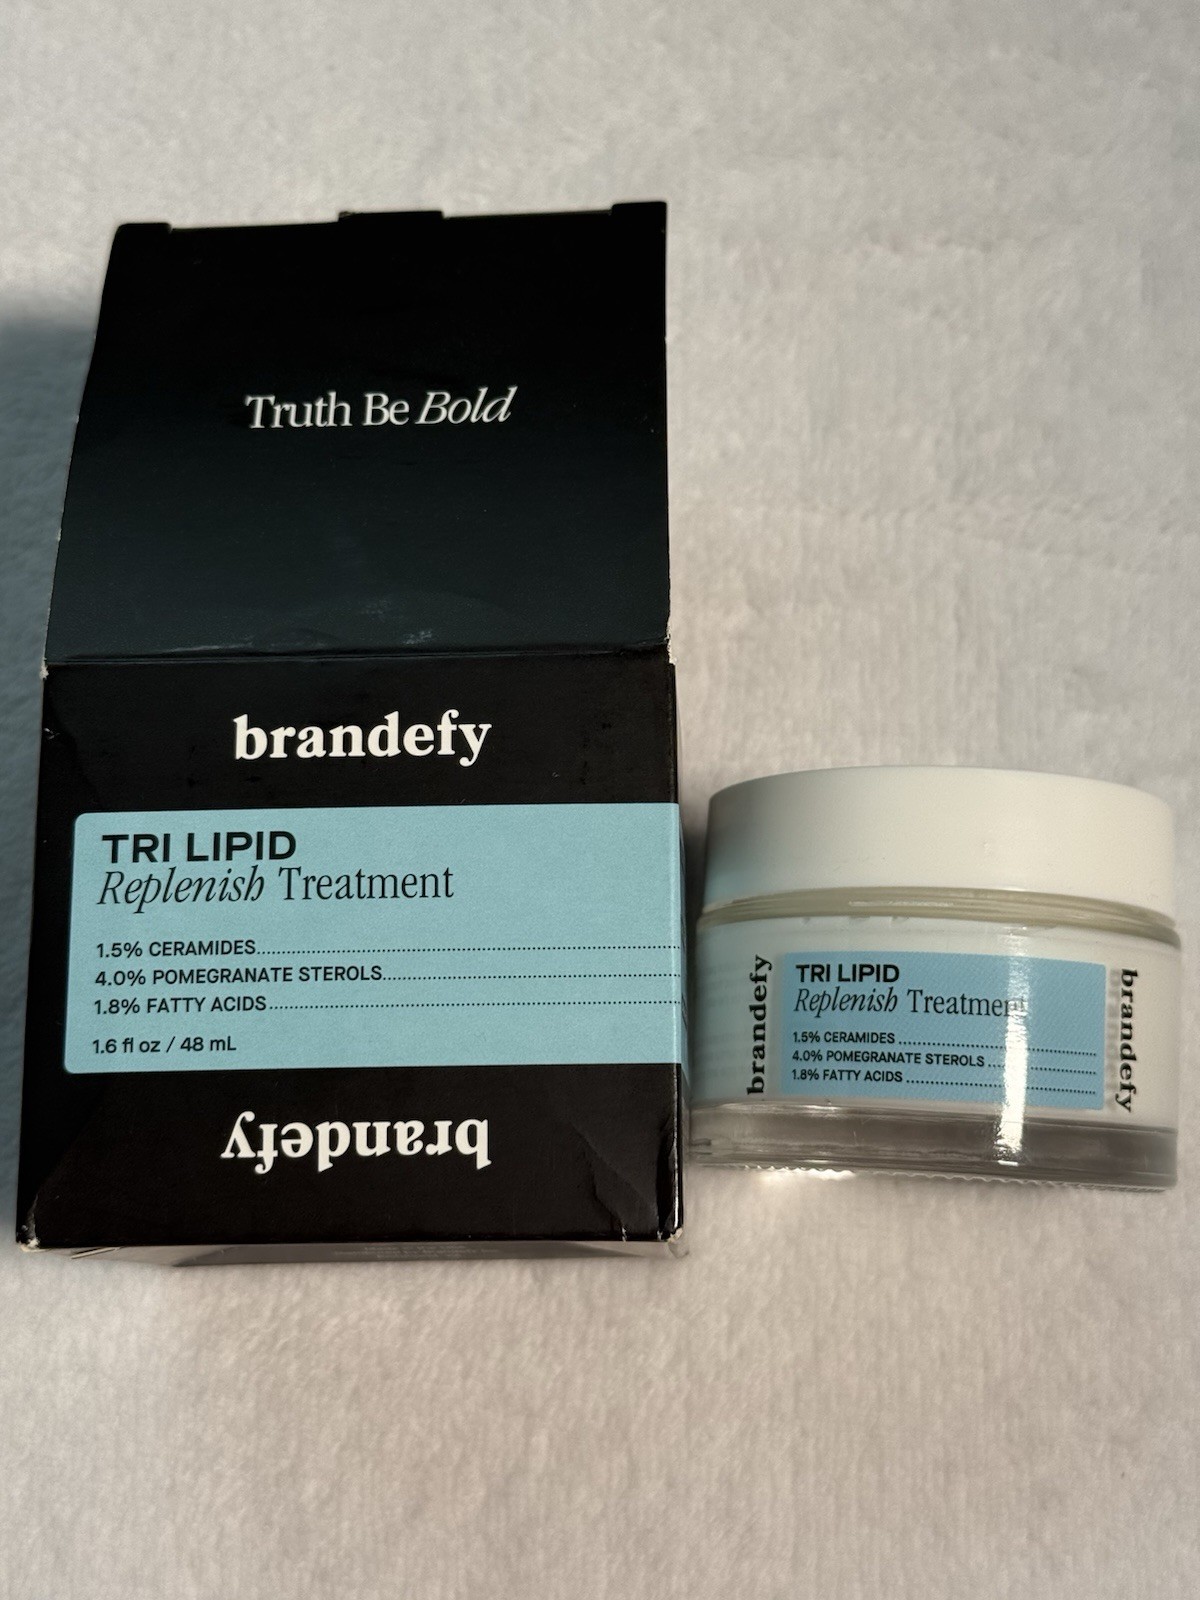 Truth Be Bold
brandefy
TRI LIPID
Replenish Treatment
1.5% CERAMIDES
4.0% POMEGRANATE STEROLS
1.8% FATTY ACIDS
1.6 fl oz / 48 mL
brandefy
brandefy
TRI LIPID
Replenish Treatment
1.5% CERAMIDES
4.0% POMEGRANATE STEROLS
1.8% FATTY ACIDS
brandefy